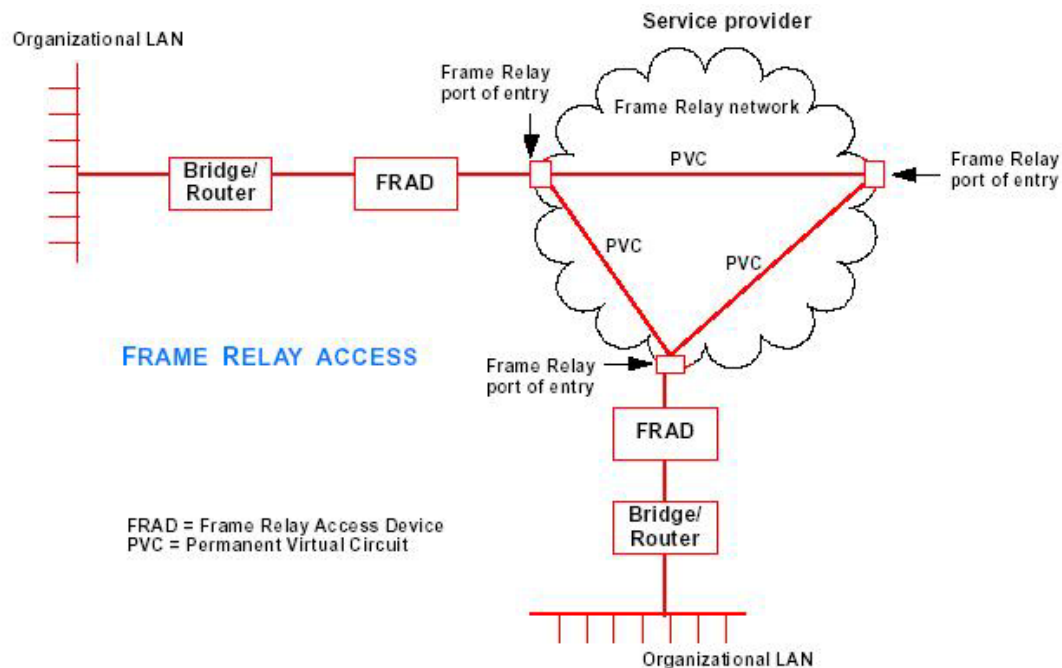 Service provider
Organizational LAN
Frame Relay
port of entry
Frame Relay network
Bridge/
Router
FRAD
PVC
Frame Relay
port of entry
PVC
PVC
FRAME RELAY ACCESS
Frame Relay
port of entry
FRAD
Bridge/
Router
FRAD = Frame Relay Access Device
PVC = Permanent Virtual Circuit
Organizational LAN